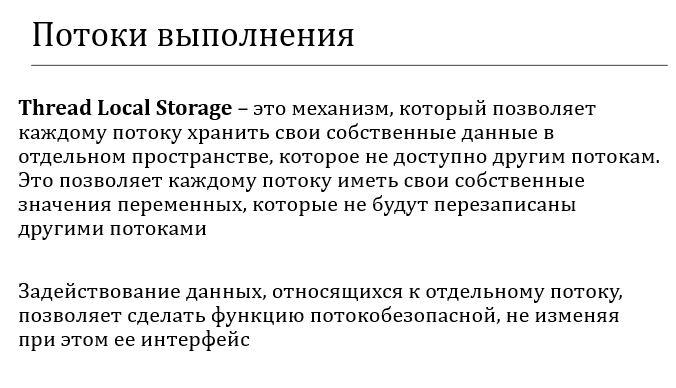 Потоки выполнения
Thread Local Storage – это механизм, который позволяет
каждому потоку хранить свои собственные данные в
отдельном пространстве, которое не доступно другим потокам.
Это позволяет каждому потоку иметь свои собственные
значения переменных, которые не будут перезаписаны
другими потоками
Задействование данных, относящихся к отдельному потоку,
позволяет сделать функцию потокобезопасной, не изменяя
при этом ее интерфейс